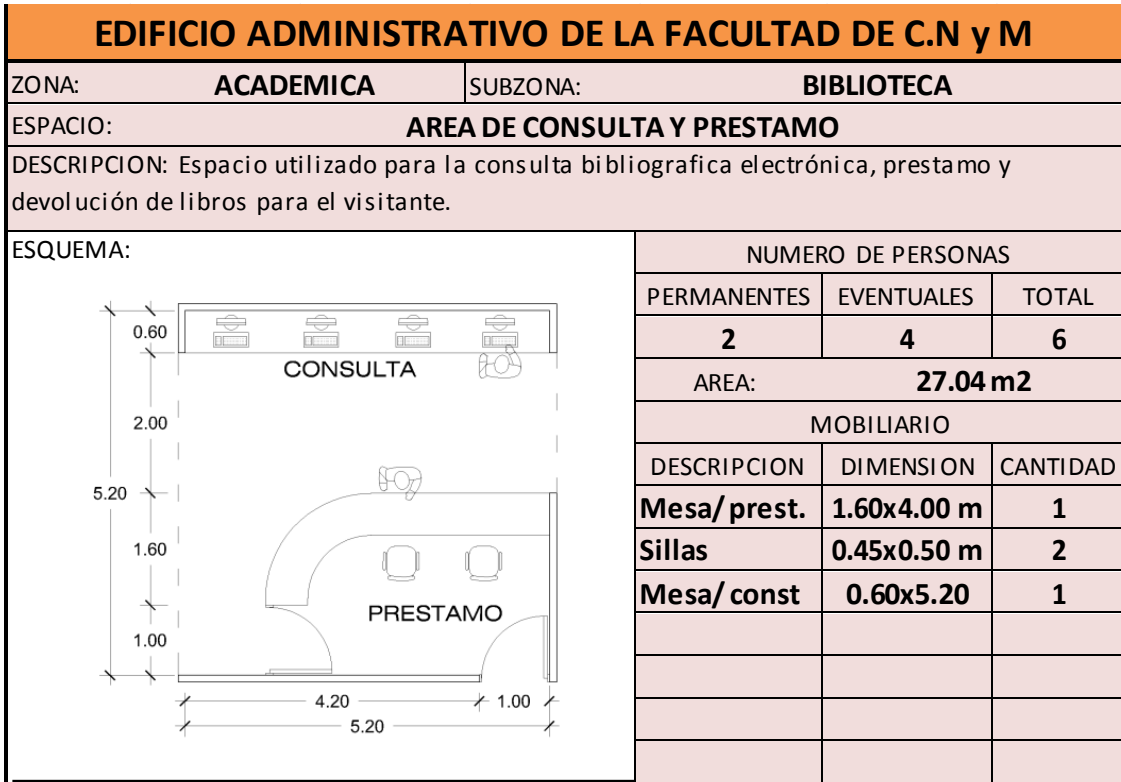 EDIFICIO ADMINISTRATIVO DE LA FACULTAD DE C.N y M
ZONA: ACADEMICA SUBZONA: BIBLIOTECA
ESPACIO: AREA DE CONSULTA Y PRESTAMO
DESCRIPCION: Espacio utilizado para la consulta bibliografica electrónica, prestamo y
devolución de libros para el visitante.
ESQUEMA:
0.60
CONSULTA
2.00
5.20
1.60
PRESTAMO
1.00
4.20 1.00
5.20
NUMERO DE PERSONAS
PERMANENTES EVENTUALES TOTAL
2 4 6
AREA: 27.04 m2
MOBILIARIO
DESCRIPCION DIMENSION CANTIDAD
Mesa/ prest. 1.60x4.00 m 1
Sillas 0.45x0.50 m 2
Mesa/ const 0.60x5.20 1